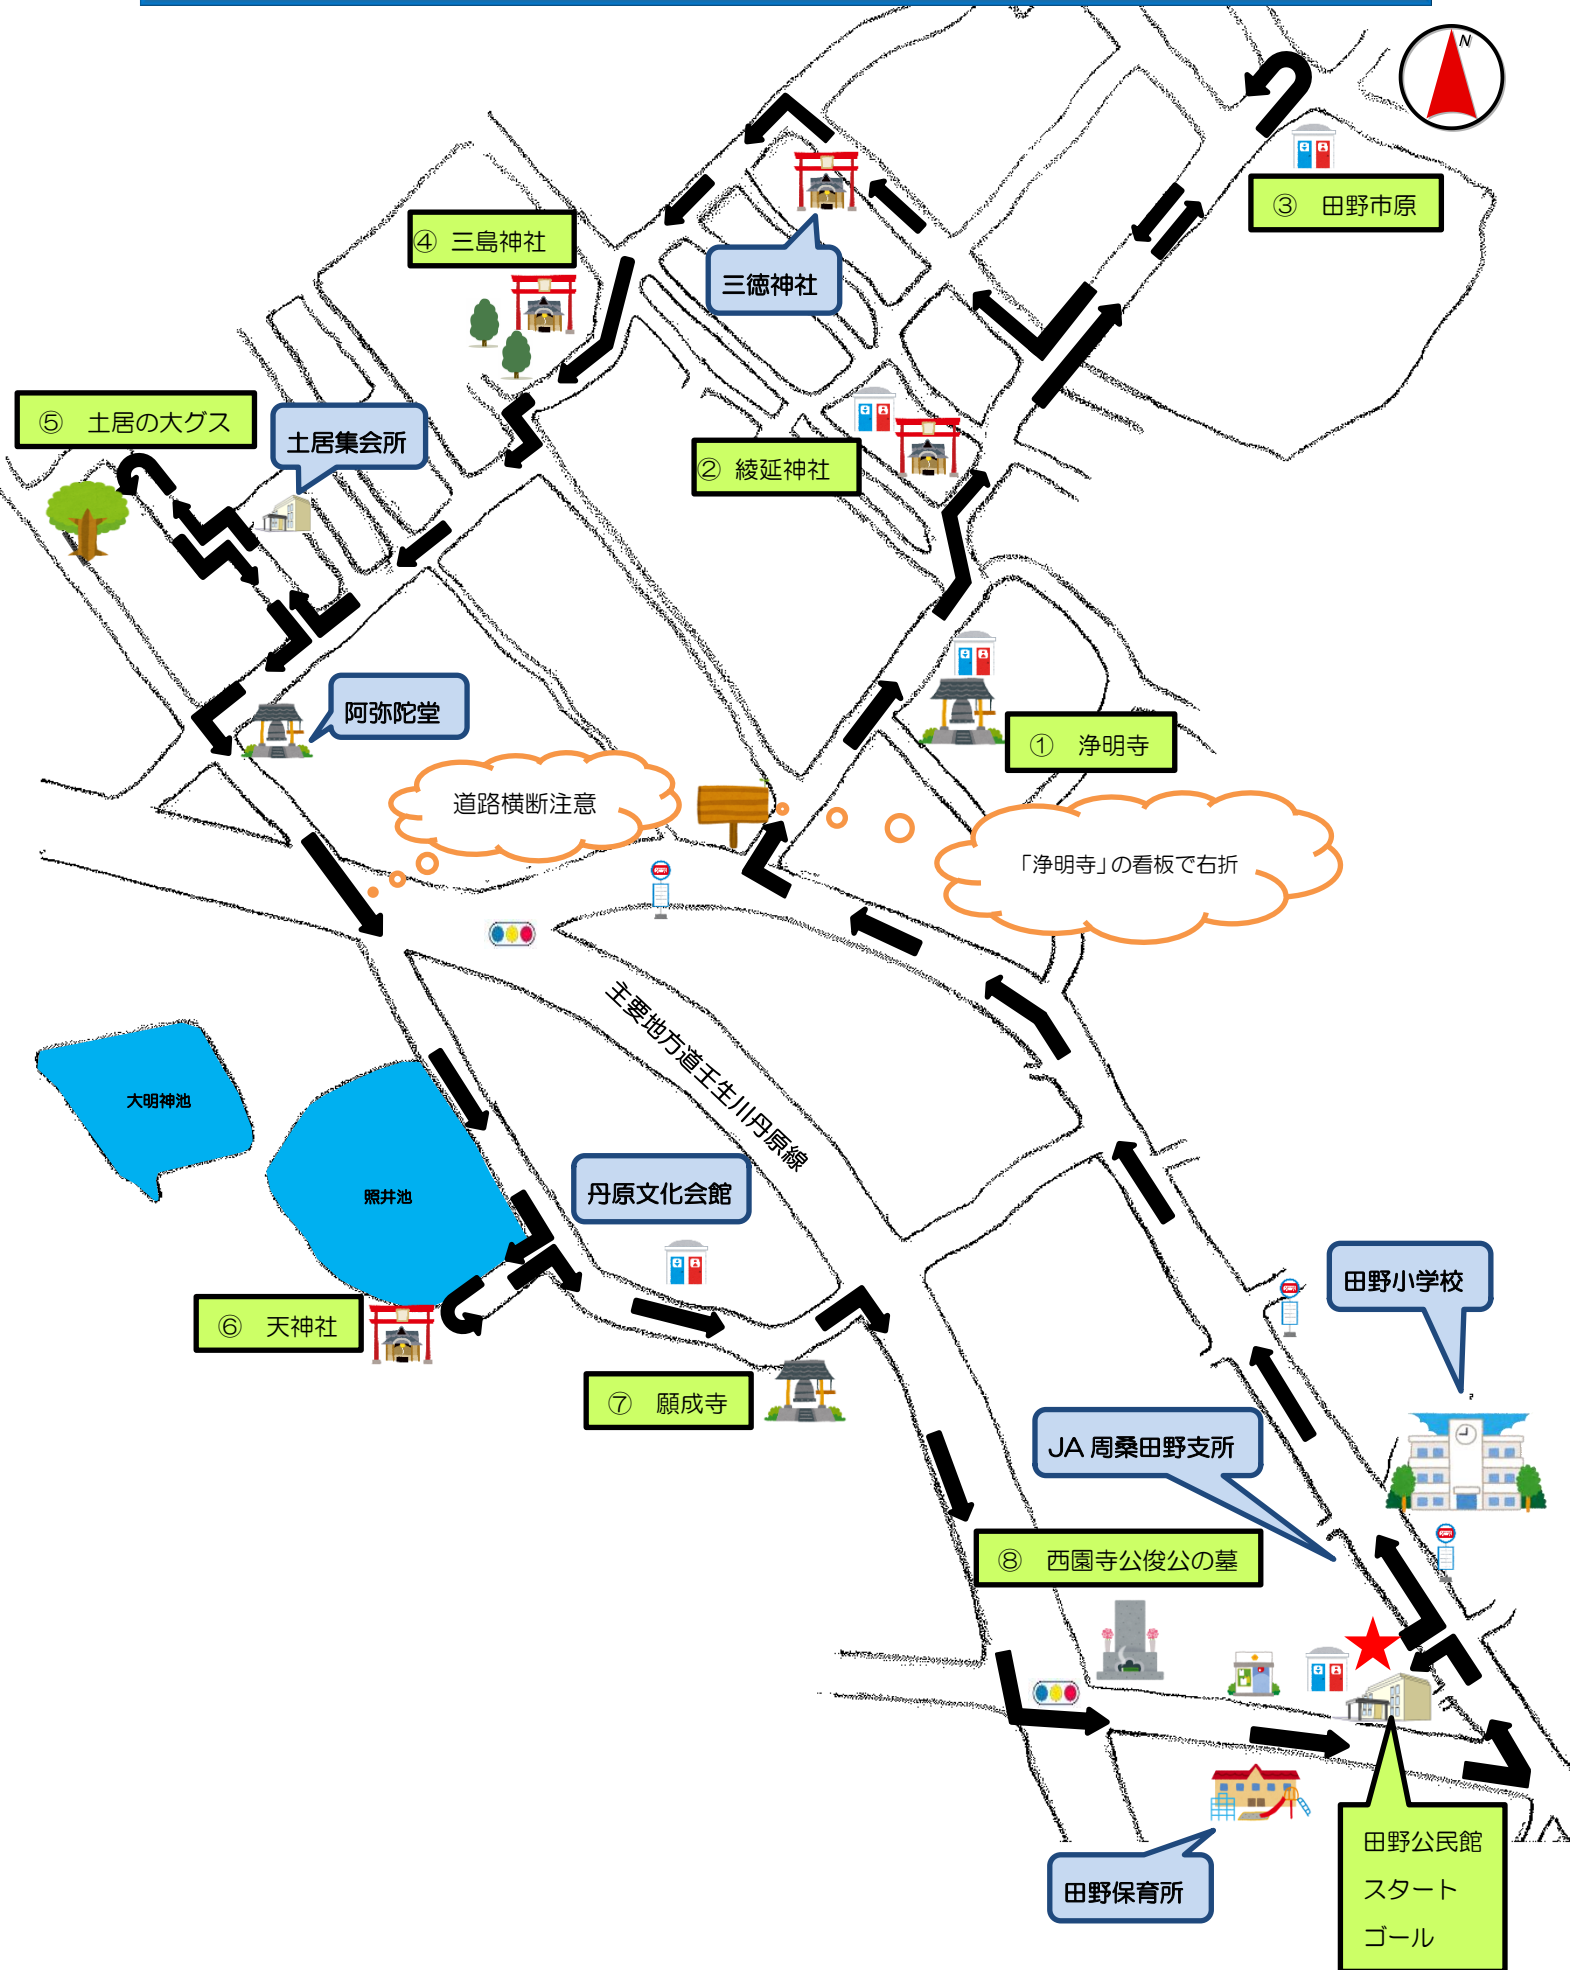 N
③ 田野市原
④ 三島神社
三徳神社
⑤ 土居の大グス
土居集会所
② 綾延神社
阿弥陀堂
① 浄明寺
道路横断注意
「浄明寺」の看板で右折
主要地方道壬生川丹原線
大明神池
照井池
丹原文化会館
田野小学校
⑥ 天神社
⑦ 願成寺
JA 周桑田野支所
⑧ 西園寺公俊公の墓
田野公民館
スタート
ゴール
田野保育所